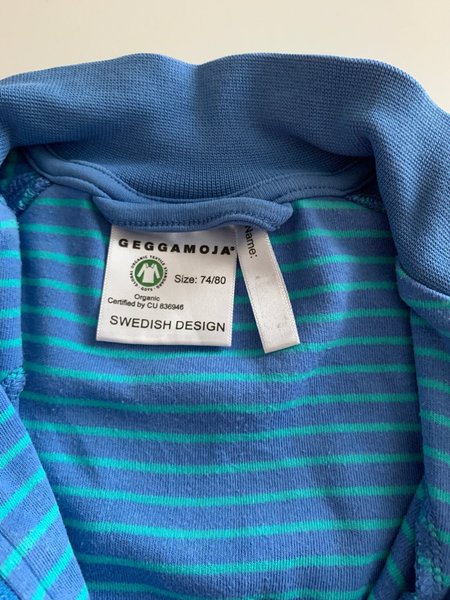 GEGGAMOJA®
Size: 74/80
Organic
Certified by CU 836946
SWEDISH DESIGN
Name: